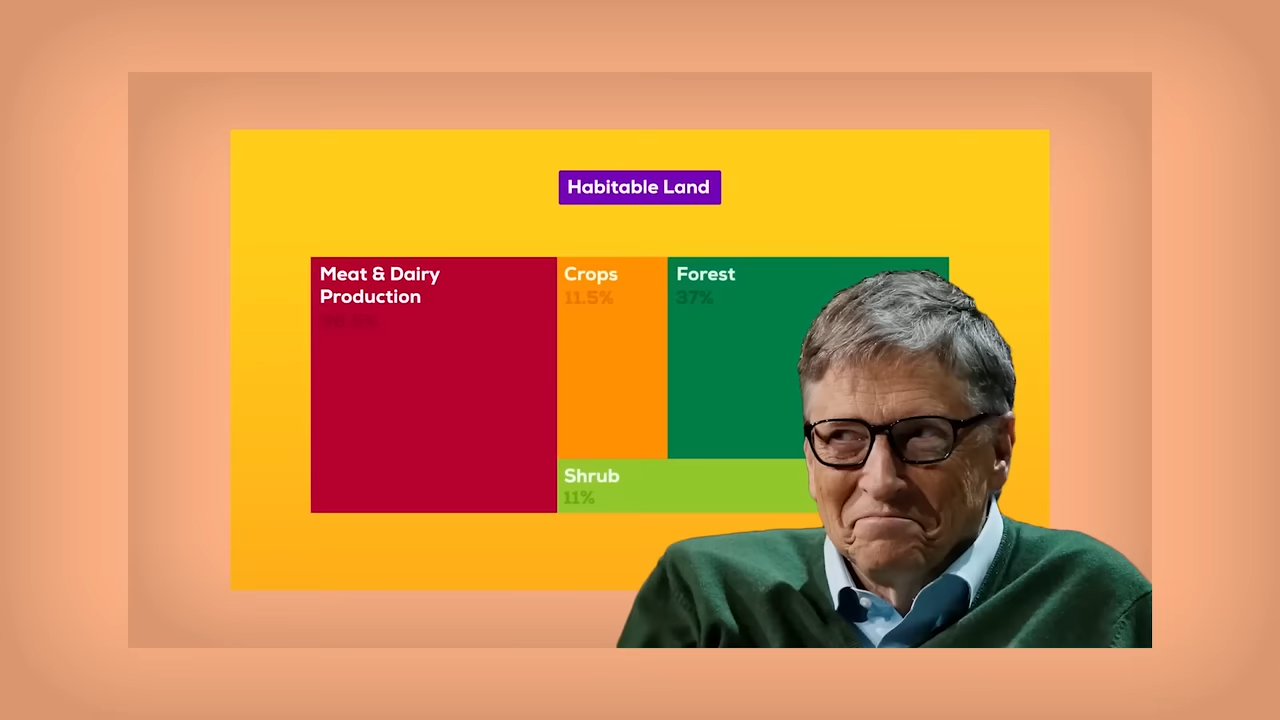 Habitable Land
Meat & Dairy
Production
Crops
11.5%
Forest
37%
Shrub
11%